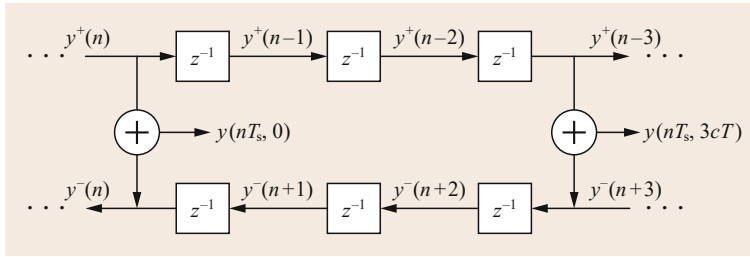 · · · y⁺(n) z⁻¹ y⁺(n–1) z⁻¹ y⁺(n–2) z⁻¹ y⁺(n–3) · · ·
+ y(nTₛ, 0) + y(nTₛ, 3cT)
· · · y⁻(n) z⁻¹ y⁻(n+1) z⁻¹ y⁻(n+2) z⁻¹ y⁻(n+3) · · ·